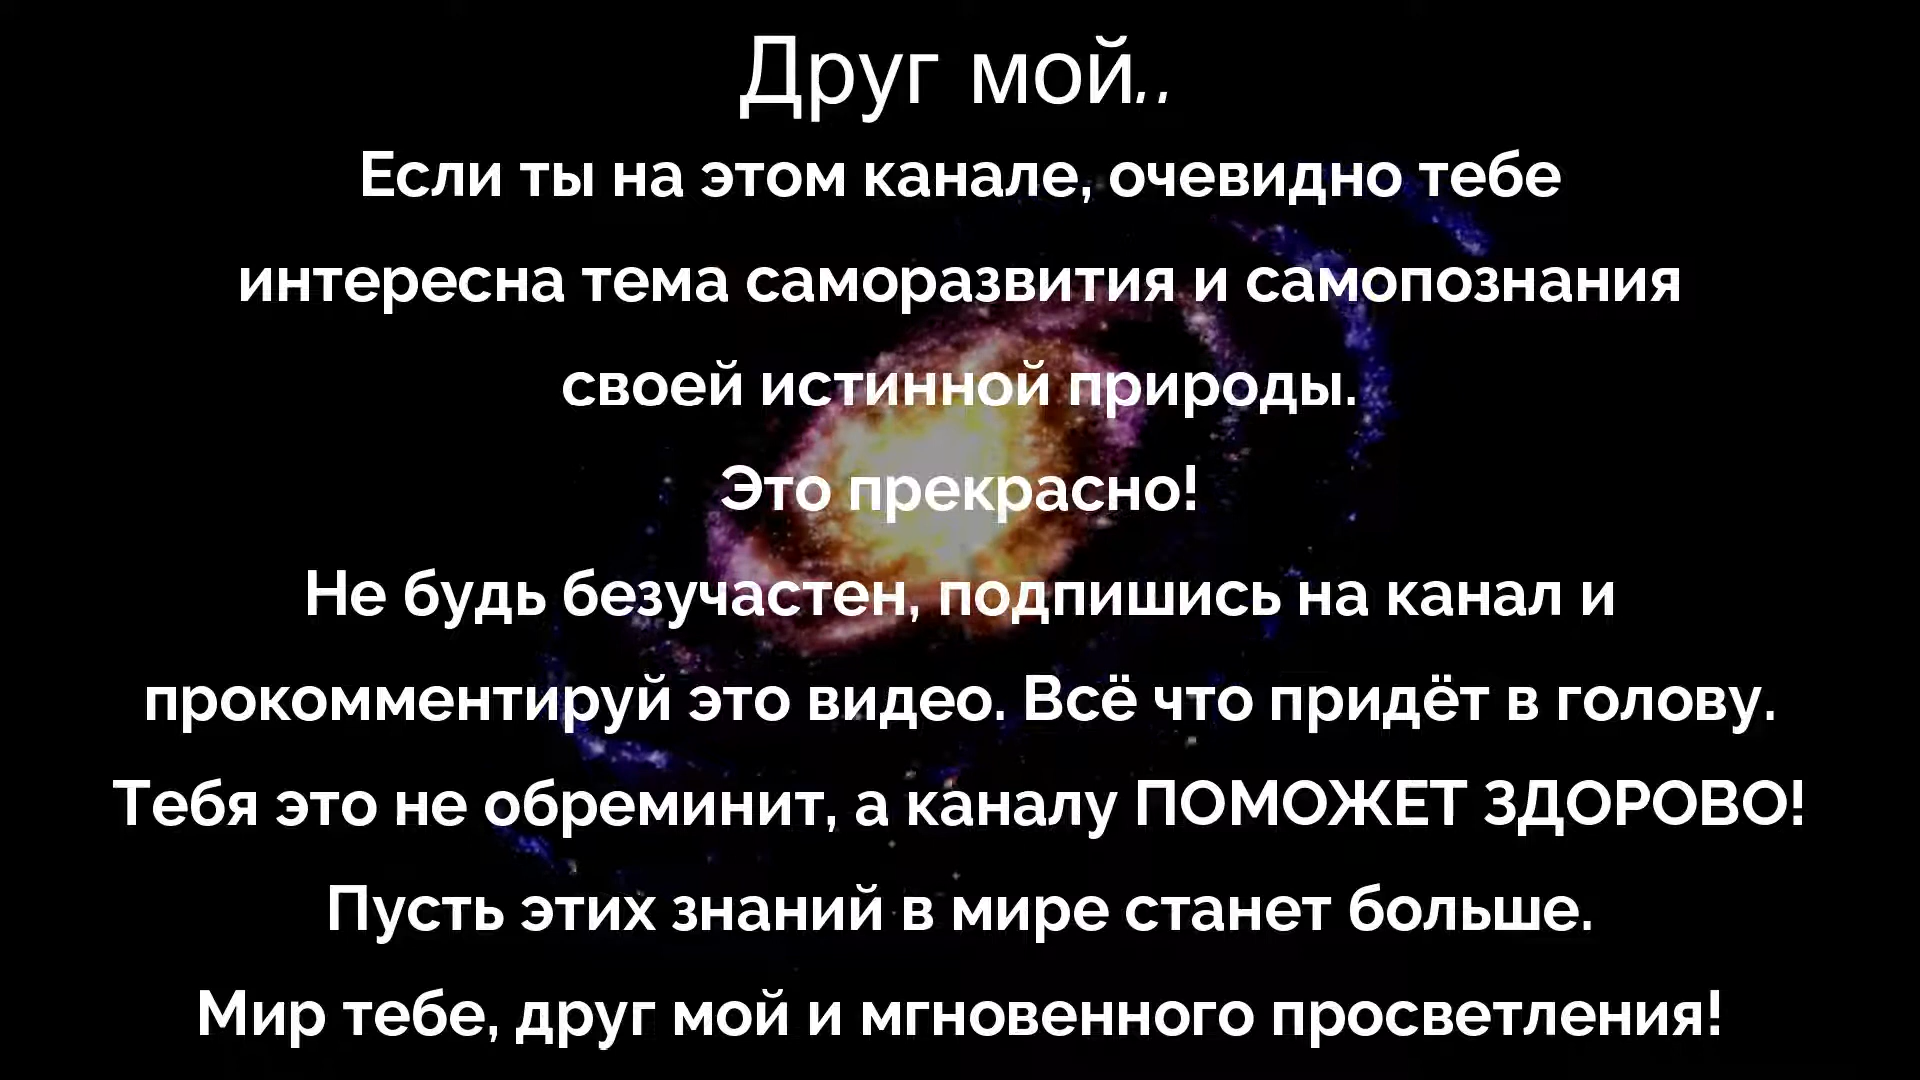 Друг мой..
Если ты на этом канале, очевидно тебе
интересна тема саморазвития и самопознания
своей истинной природы.
Это прекрасно!
Не будь безучастен, подпишись на канал и
прокомментируй это видео. Всё что придёт в голову.
Тебя это не обреминит, а каналу ПОМОЖЕТ ЗДОРОВО!
Пусть этих знаний в мире станет больше.
Мир тебе, друг мой и мгновенного просветления!